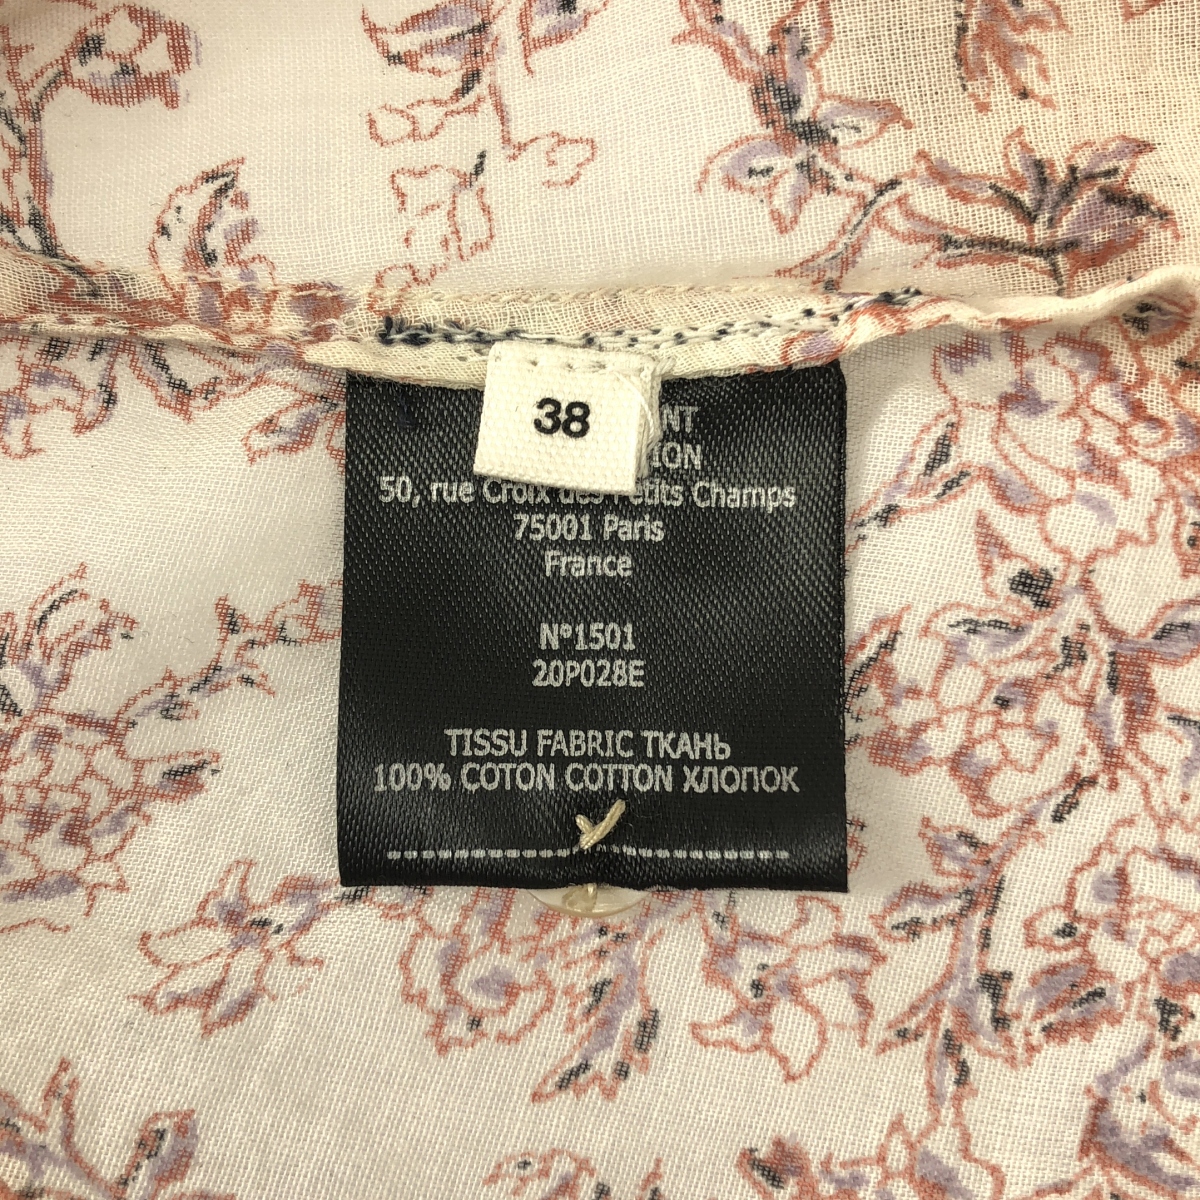 38
50, rue Croix des Petits Champs
75001 Paris
France
N°1501
20P028E
TISSU FABRIC ТКАНЬ
100% COTON COTTON ХЛОПОК